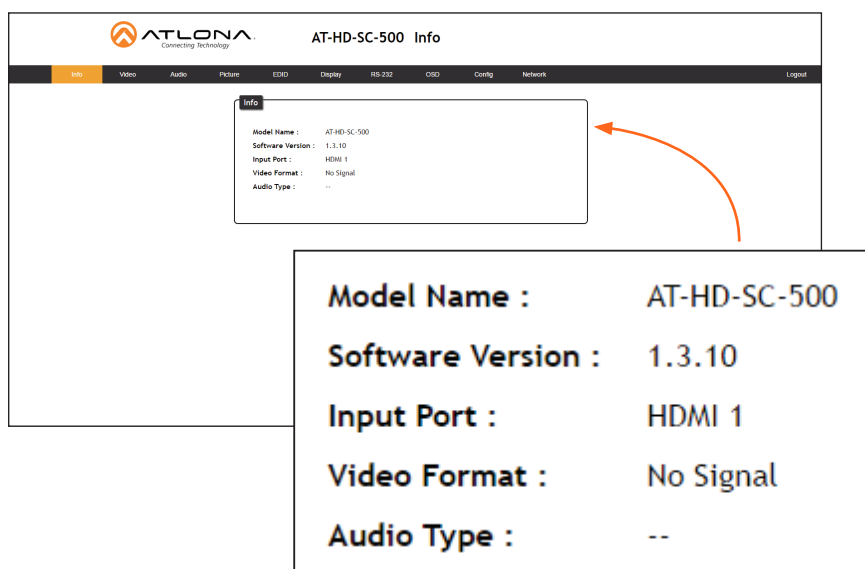 ATLONA.
Connecting Technology
AT-HD-SC-500 Info
Info Video Audio Picture EDID Display RS-232 OSD Config Network Logout
Info
Model Name : AT-HD-SC-500
Software Version : 1.3.10
Input Port : HDMI 1
Video Format : No Signal
Audio Type : --
Model Name : AT-HD-SC-500
Software Version : 1.3.10
Input Port : HDMI 1
Video Format : No Signal
Audio Type : --